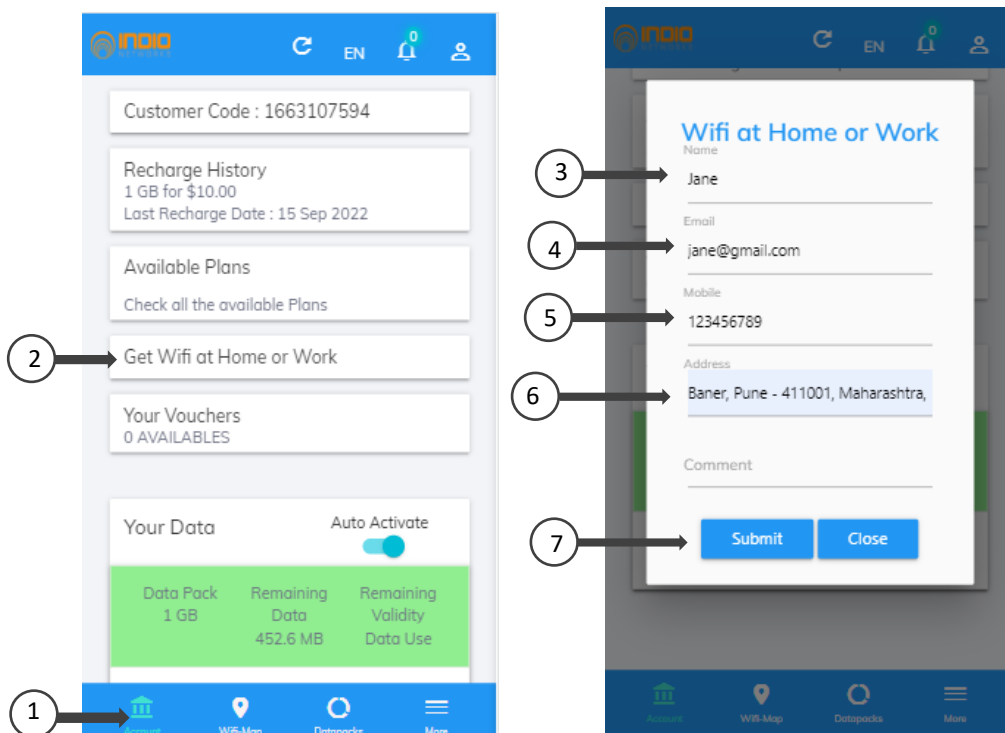 INDIO
NETWORKS
EN
0
Customer Code : 1663107594
Recharge History
1 GB for $10.00
Last Recharge Date : 15 Sep 2022
Available Plans
Check all the available Plans
2
Get Wifi at Home or Work
Your Vouchers
0 AVAILABLES
Your Data
Auto Activate
Data Pack
1 GB
Remaining
Data
452.6 MB
Remaining
Validity
Data Use
1
Account
Wifi-Map
Datapacks
More
INDIO
NETWORKS
EN
0
Wifi at Home or Work
3
Name
Jane
4
Email
jane@gmail.com
5
Mobile
123456789
6
Address
Baner, Pune - 411001, Maharashtra,
Comment
7
Submit
Close
Account
Wifi-Map
Datapacks
More